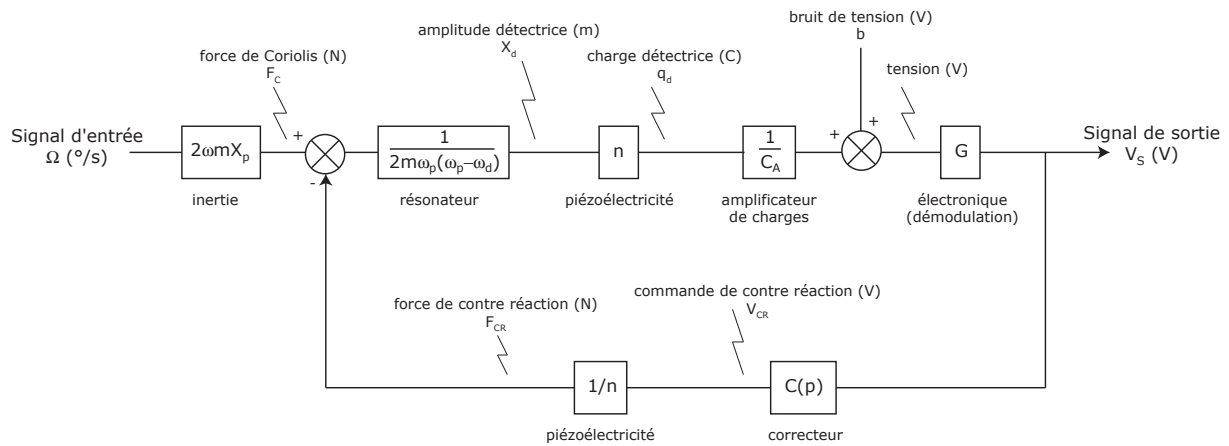 bruit de tension (V)
b
amplitude détectrice (m)
X_d
force de Coriolis (N)
F_C
charge détectrice (C)
q_d
tension (V)
Signal d'entrée
Ω (°/s)
2ωmX_p
inertie
+
-
1
2mω_p(ω_p−ω_d)
résonateur
n
piézoélectricité
1
C_A
amplificateur
de charges
+
+
G
électronique
(démodulation)
Signal de sortie
V_S (V)
force de contre réaction (N)
F_CR
commande de contre réaction (V)
V_CR
1/n
piézoélectricité
C(p)
correcteur